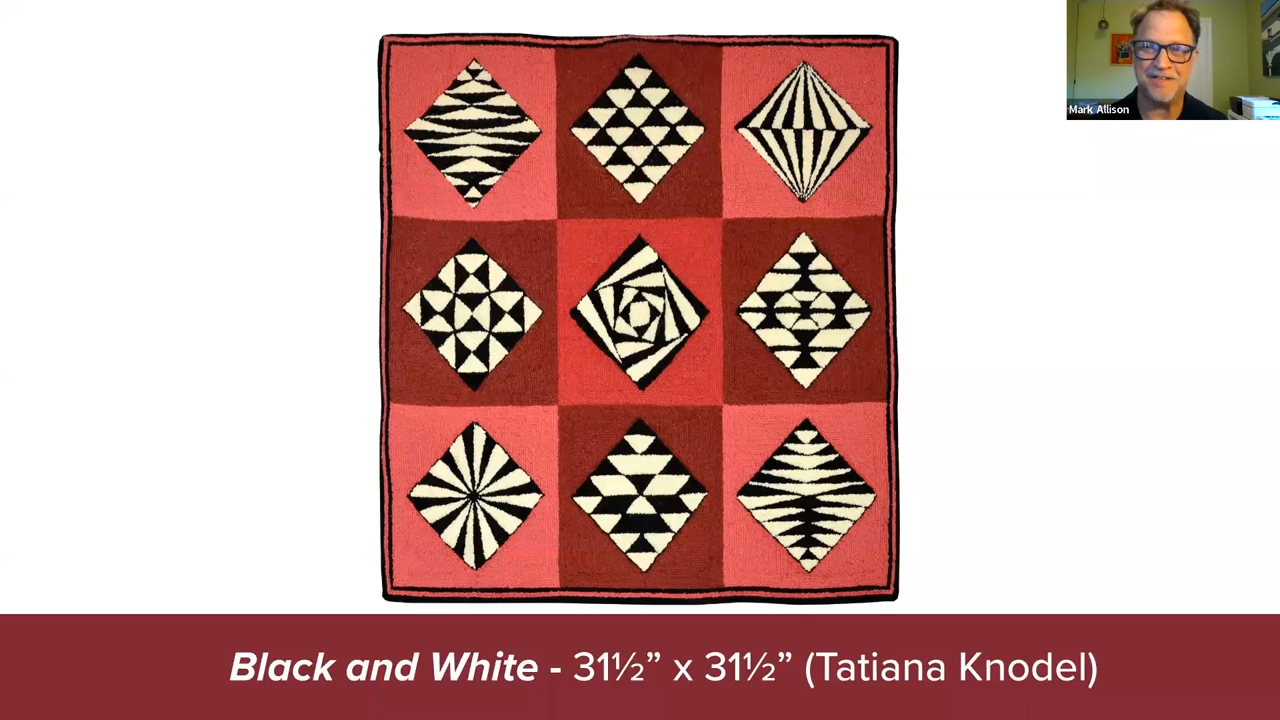 Mark Allison
Black and White - 31½” x 31½” (Tatiana Knodel)